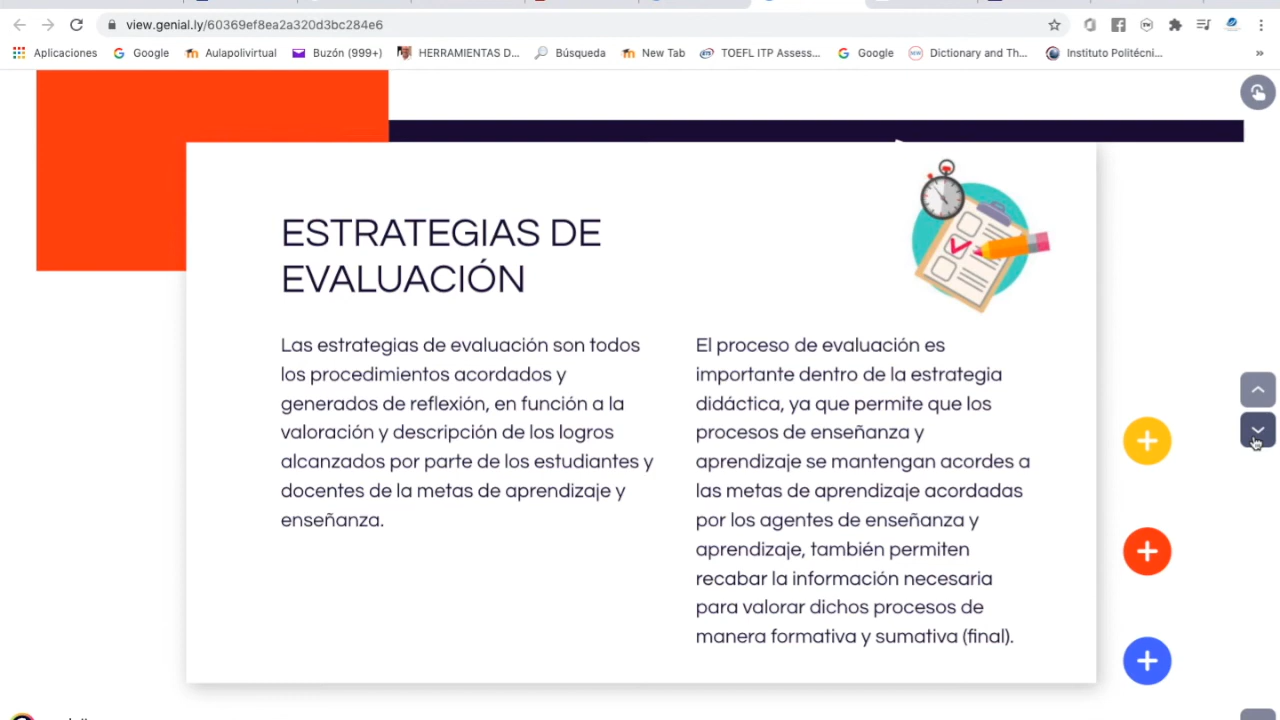 view.genial.ly/60369ef8ea2a320d3bc284e6
Aplicaciones
Google
Aulapolivirtual
Buzón (999+)
HERRAMIENTAS D...
Búsqueda
New Tab
TOEFL ITP Assess...
Google
Dictionary and Th...
Instituto Politécni...
»
ESTRATEGIAS DE
EVALUACIÓN
Las estrategias de evaluación son todos
los procedimientos acordados y
generados de reflexión, en función a la
valoración y descripción de los logros
alcanzados por parte de los estudiantes y
docentes de la metas de aprendizaje y
enseñanza.
El proceso de evaluación es
importante dentro de la estrategia
didáctica, ya que permite que los
procesos de enseñanza y
aprendizaje se mantengan acordes a
las metas de aprendizaje acordadas
por los agentes de enseñanza y
aprendizaje, también permiten
recabar la información necesaria
para valorar dichos procesos de
manera formativa y sumativa (final).